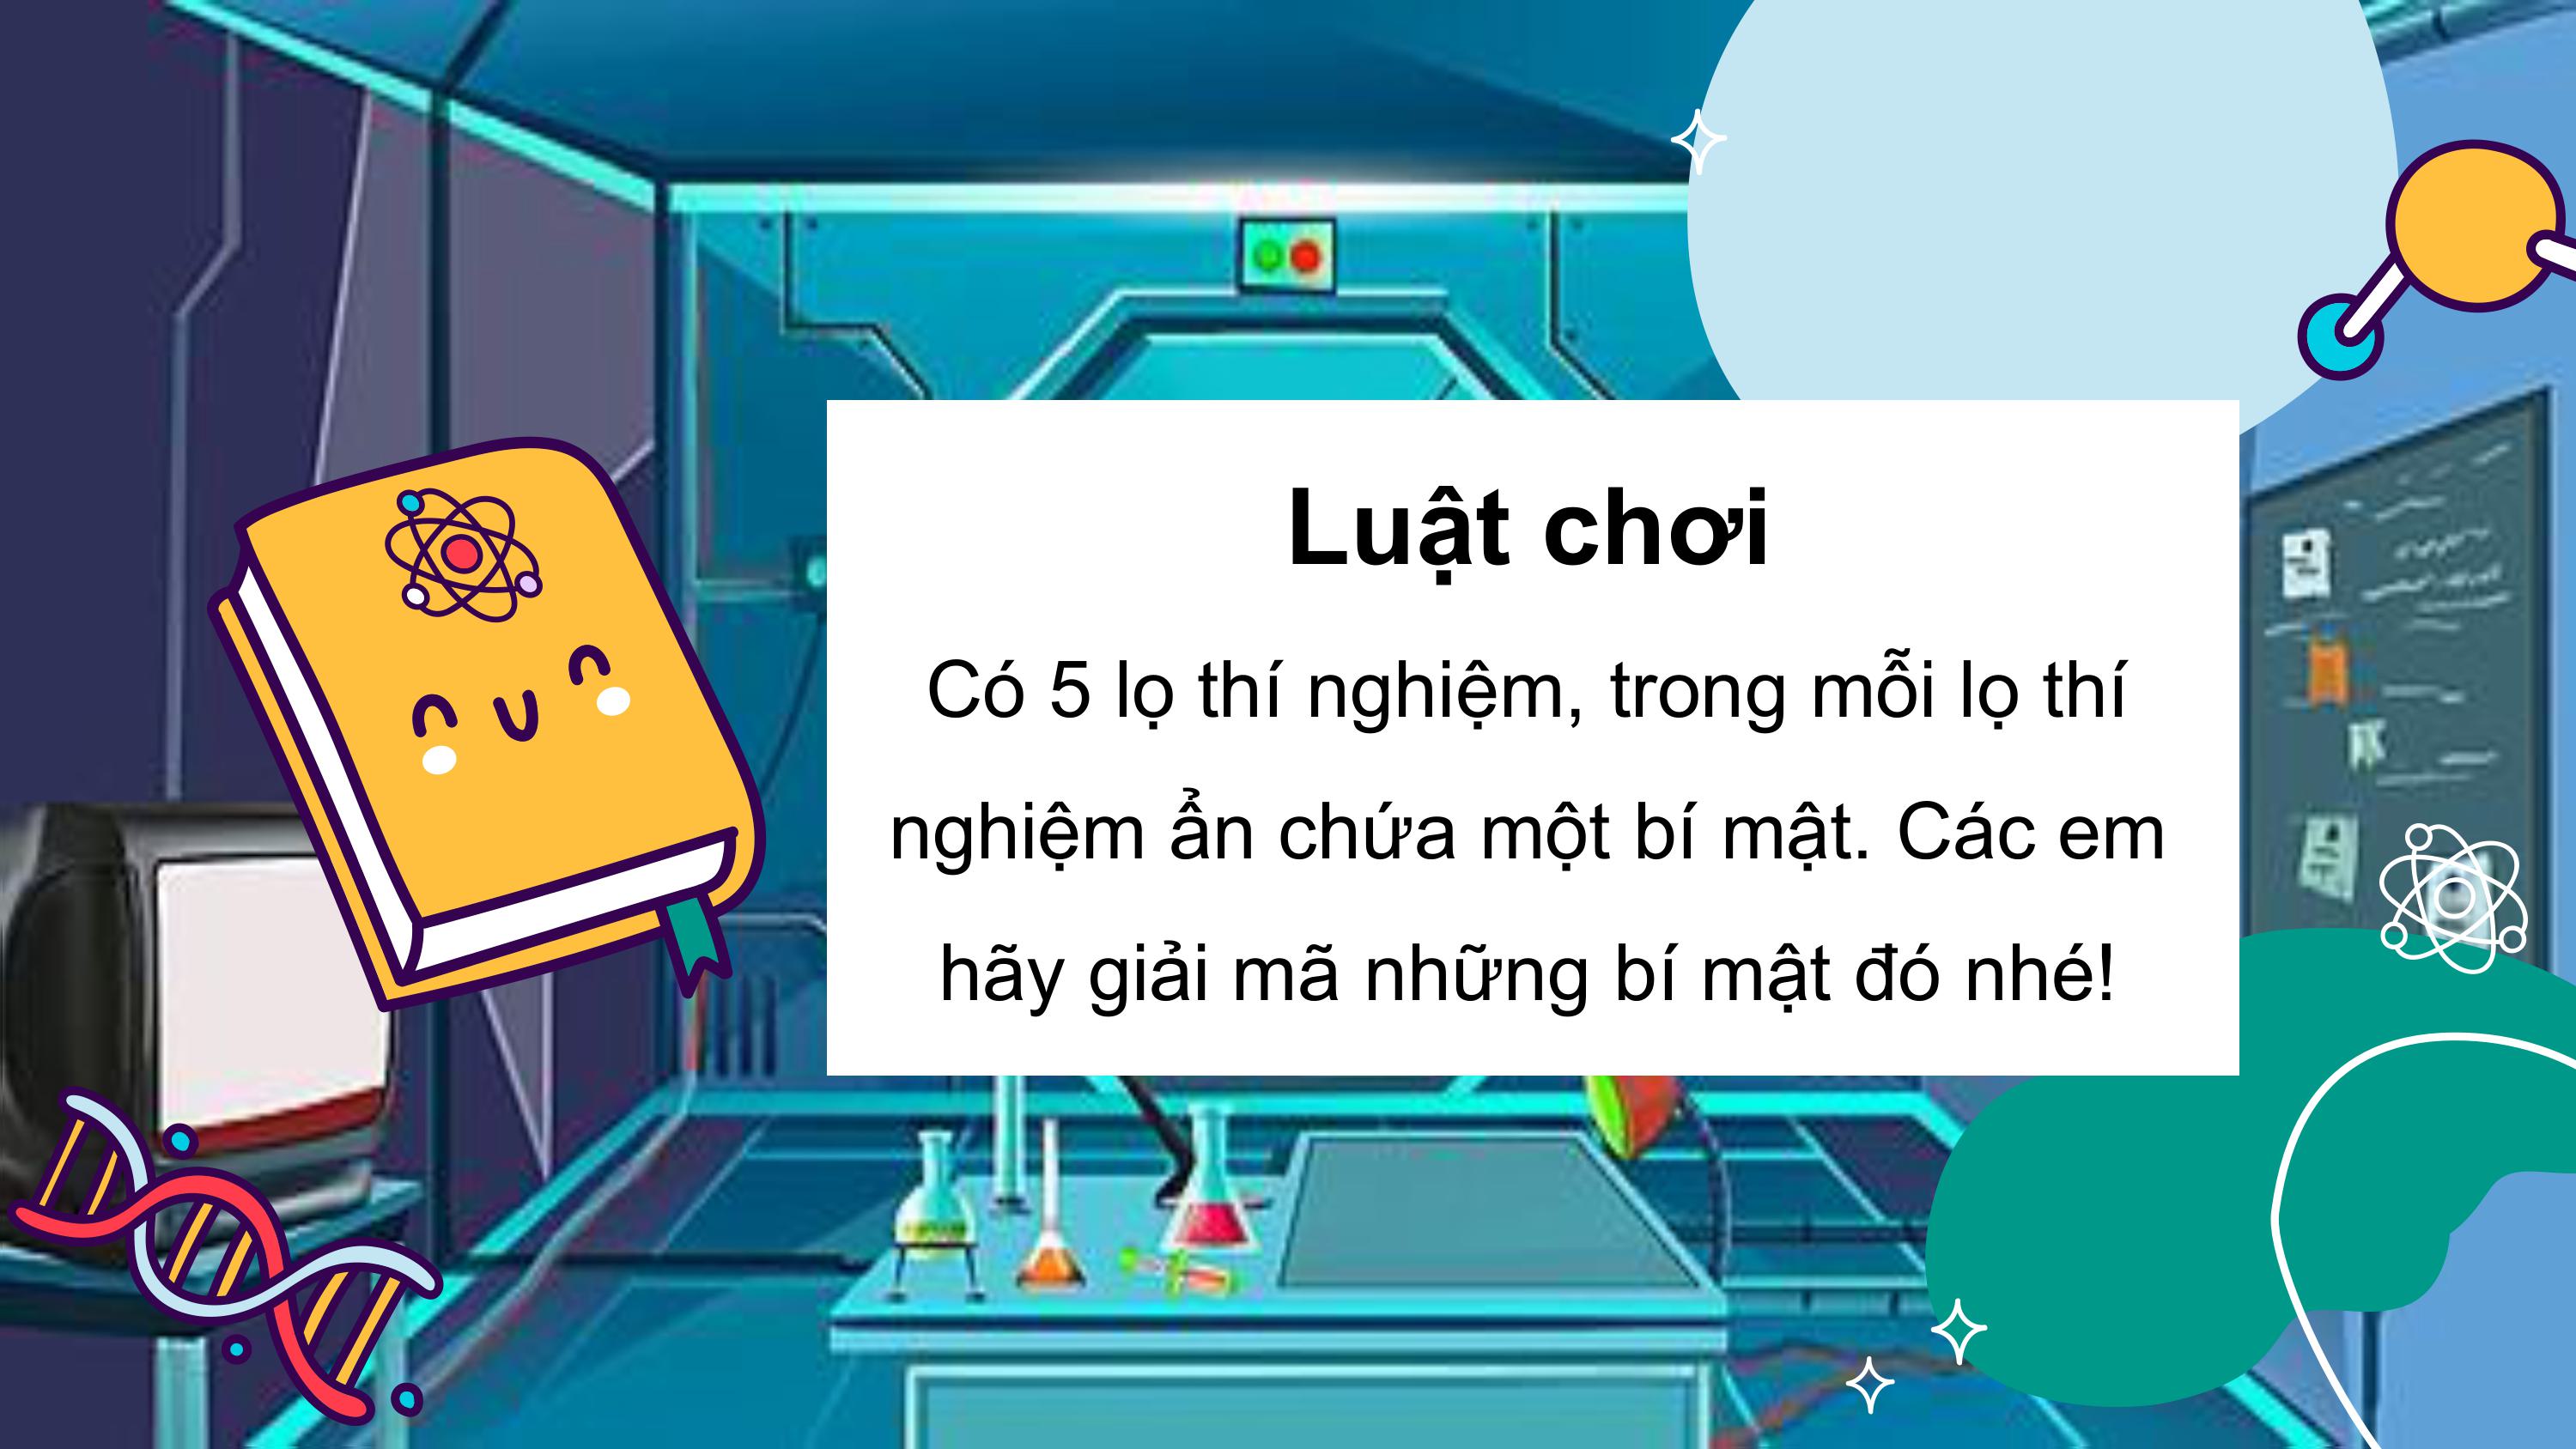 Luật chơi
Có 5 lọ thí nghiệm, trong mỗi lọ thí
nghiệm ẩn chứa một bí mật. Các em
hãy giải mã những bí mật đó nhé!